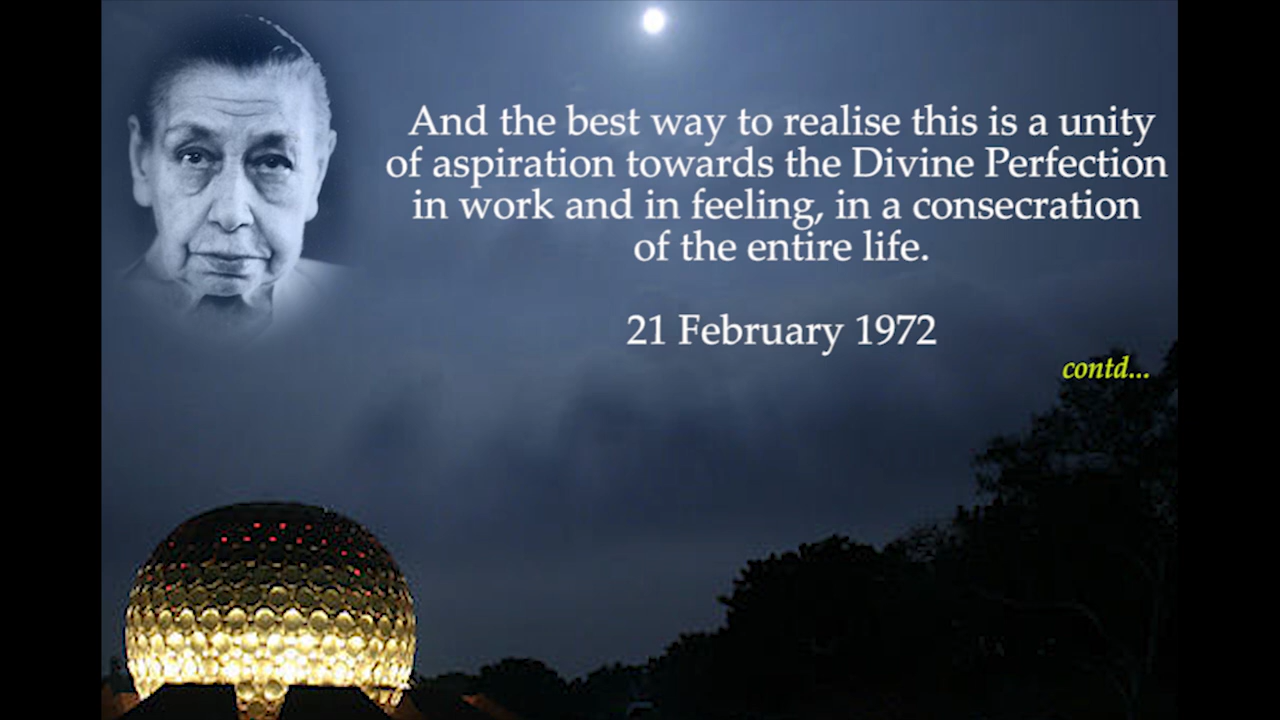 And the best way to realise this is a unity
of aspiration towards the Divine Perfection
in work and in feeling, in a consecration
of the entire life.
21 February 1972
contd...